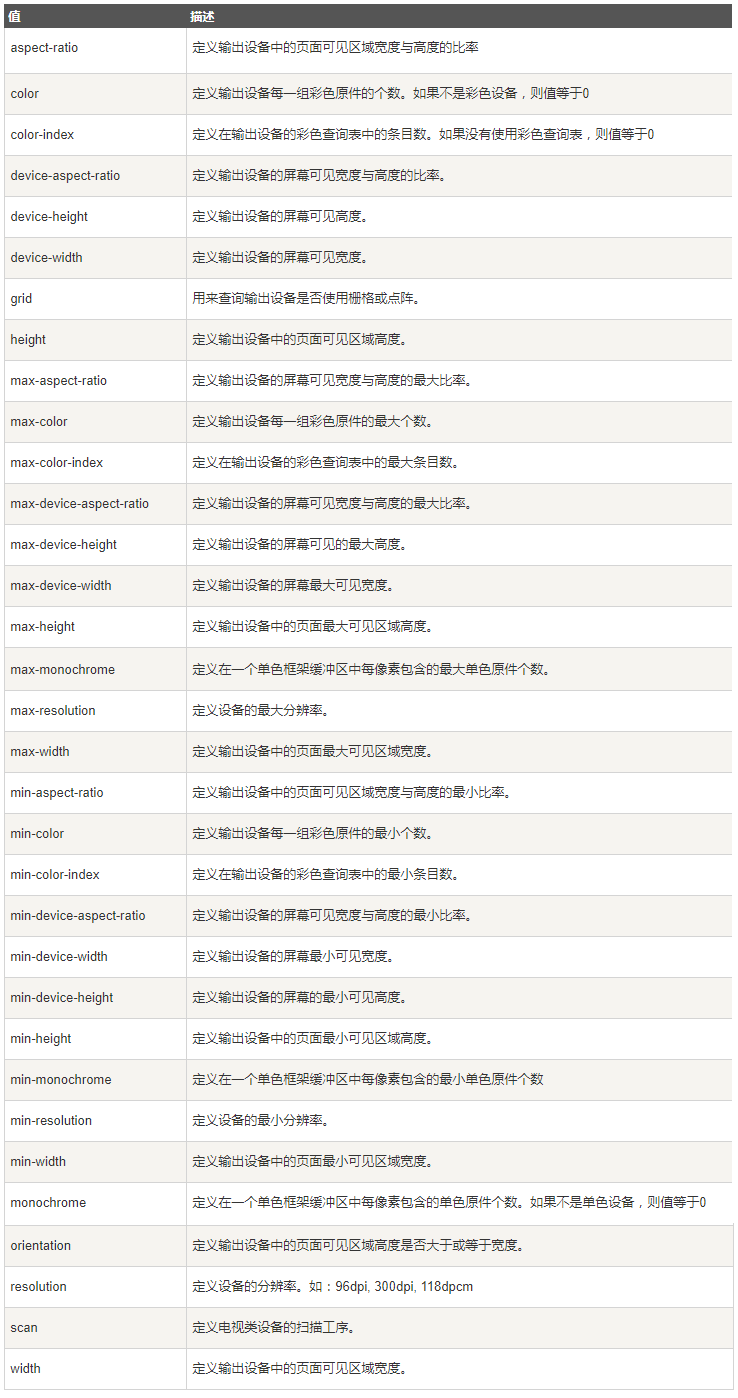 值 描述
aspect-ratio 定义输出设备中的页面可见区域宽度与高度的比率
color 定义输出设备每一组彩色原件的个数。如果不是彩色设备，则值等于0
color-index 定义在输出设备的彩色查询表中的条目数。如果没有使用彩色查询表，则值等于0
device-aspect-ratio 定义输出设备的屏幕可见宽度与高度的比率。
device-height 定义输出设备的屏幕可见高度。
device-width 定义输出设备的屏幕可见宽度。
grid 用来查询输出设备是否使用栅格或点阵。
height 定义输出设备中的页面可见区域高度。
max-aspect-ratio 定义输出设备的屏幕可见宽度与高度的最大比率。
max-color 定义输出设备每一组彩色原件的最大个数。
max-color-index 定义在输出设备的彩色查询表中的最大条目数。
max-device-aspect-ratio 定义输出设备的屏幕可见宽度与高度的最大比率。
max-device-height 定义输出设备的屏幕可见的最大高度。
max-device-width 定义输出设备的屏幕最大可见宽度。
max-height 定义输出设备中的页面最大可见区域高度。
max-monochrome 定义在一个单色框架缓冲区中每像素包含的最大单色原件个数。
max-resolution 定义设备的最大分辨率。
max-width 定义输出设备中的页面最大可见区域宽度。
min-aspect-ratio 定义输出设备中的页面可见区域宽度与高度的最小比率。
min-color 定义输出设备每一组彩色原件的最小个数。
min-color-index 定义在输出设备的彩色查询表中的最小条目数。
min-device-aspect-ratio 定义输出设备的屏幕可见宽度与高度的最小比率。
min-device-width 定义输出设备的屏幕最小可见宽度。
min-device-height 定义输出设备的屏幕的最小可见高度。
min-height 定义输出设备中的页面最小可见区域高度。
min-monochrome 定义在一个单色框架缓冲区中每像素包含的最小单色原件个数
min-resolution 定义设备的最小分辨率。
min-width 定义输出设备中的页面最小可见区域宽度。
monochrome 定义在一个单色框架缓冲区中每像素包含的单色原件个数。如果不是单色设备，则值等于0
orientation 定义输出设备中的页面可见区域高度是否大于或等于宽度。
resolution 定义设备的分辨率。如：96dpi, 300dpi, 118dpcm
scan 定义电视类设备的扫描工序。
width 定义输出设备中的页面可见区域宽度。